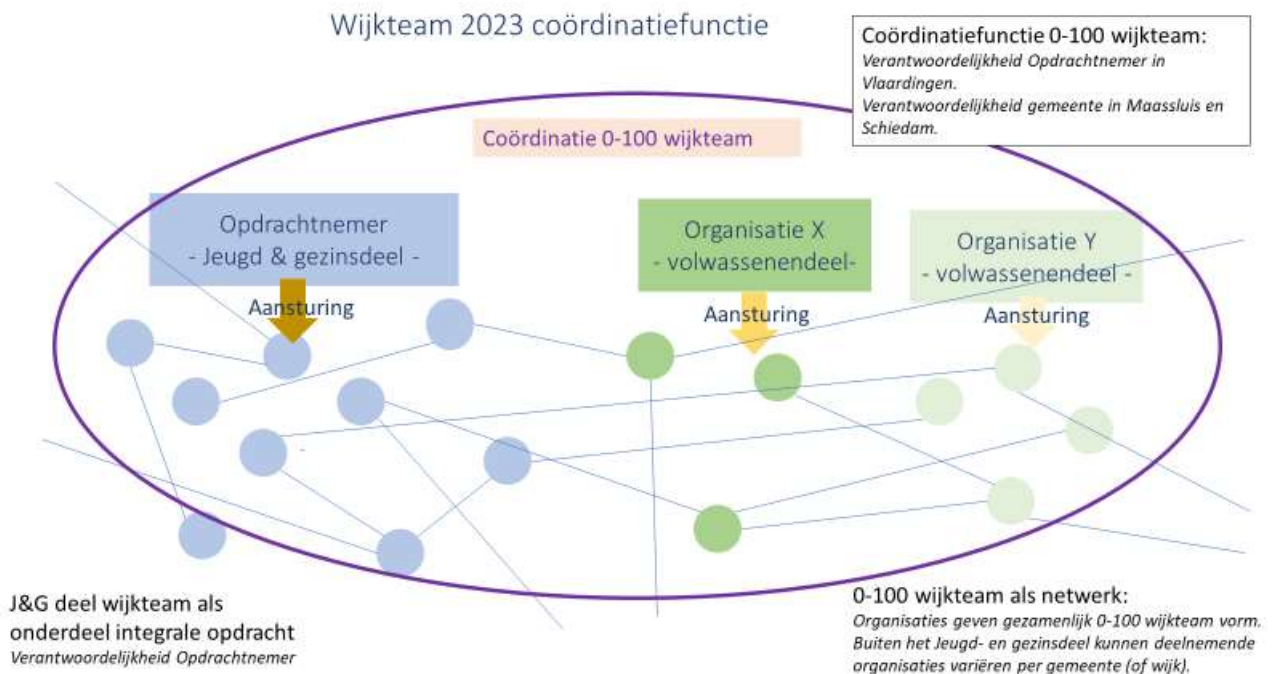 Wijkteam 2023 coördinatiefunctie
Coördinatiefunctie 0-100 wijkteam:
Verantwoordelijkheid Opdrachtnemer in
Vlaardingen.
Verantwoordelijkheid gemeente in Maassluis en
Schiedam.
Coördinatie 0-100 wijkteam
Opdrachtnemer
- Jeugd & gezinsdeel -
Aansturing
Organisatie X
- volwassenendeel-
Aansturing
Organisatie Y
- volwassenendeel -
Aansturing
-
J&G deel wijkteam als
onderdeel integrale opdracht
Verantwoordelijkheid Opdrachtnemer
0-100 wijkteam als netwerk:
Organisaties geven gezamenlijk 0-100 wijkteam vorm.
Buiten het Jeugd- en gezinsdeel kunnen deelnemende
organisaties variëren per gemeente (of wijk).